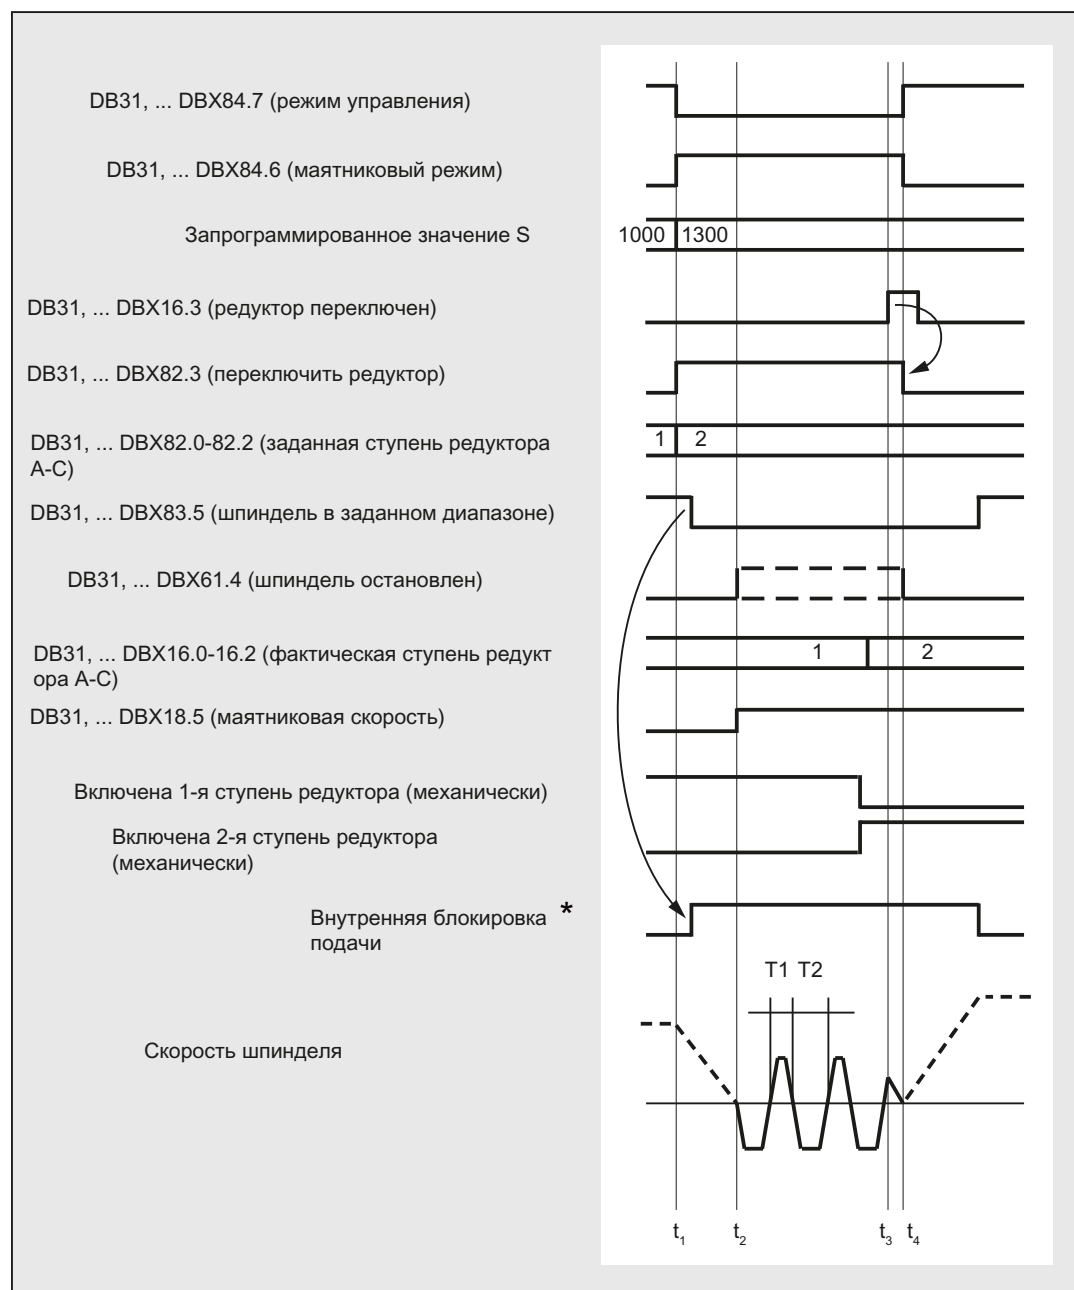 DB31, ... DBX84.7 (режим управления)
DB31, ... DBX84.6 (маятниковый режим)
Запрограммированное значение S
1000 1300
DB31, ... DBX16.3 (редуктор переключен)
DB31, ... DBX82.3 (переключить редуктор)
DB31, ... DBX82.0-82.2 (заданная ступень редуктора
A-C)
1 2
DB31, ... DBX83.5 (шпиндель в заданном диапазоне)
DB31, ... DBX61.4 (шпиндель остановлен)
DB31, ... DBX16.0-16.2 (фактическая ступень редукт
ора A-C)
1 2
DB31, ... DBX18.5 (маятниковая скорость)
Включена 1-я ступень редуктора (механически)
Включена 2-я ступень редуктора
(механически)
Внутренняя блокировка *
подачи
T1 T2
Скорость шпинделя
t1 t2 t3 t4